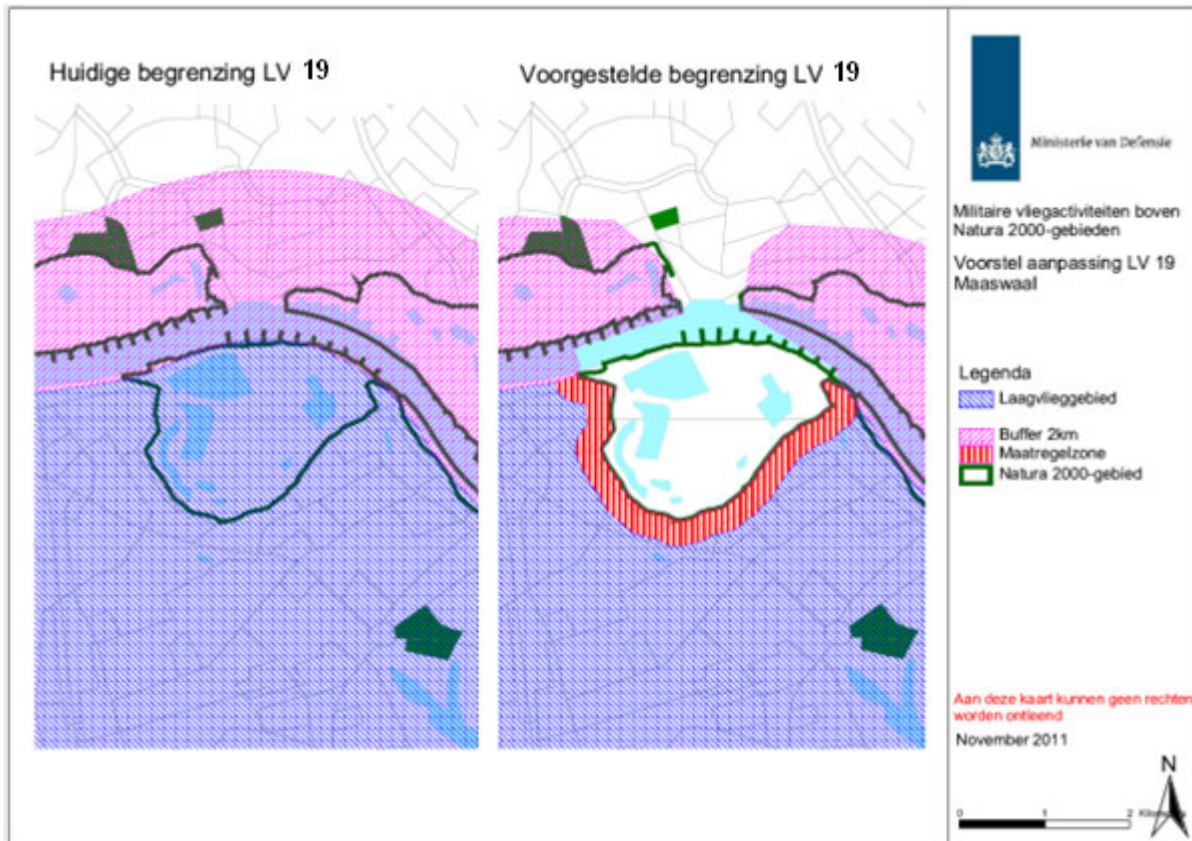 Huidige begrenzing LV 19
Voorgestelde begrenzing LV 19
Ministerie van Defensie
Militaire vliegactiviteiten boven
Natura 2000-gebieden
Voorstel aanpassing LV 19
Maaswaal
Legenda
Laagvlieggebied
Buffer 2km
Maatregelzone
Natura 2000-gebied
Aan deze kaart kunnen geen rechten
worden ontleend
November 2011
N
0 1 2